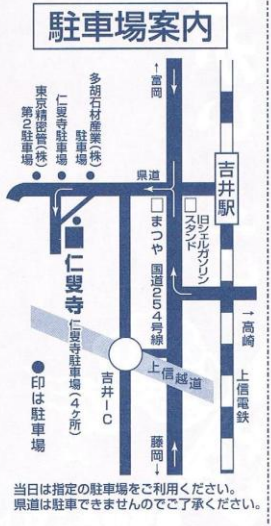 駐車場案内
←富岡
多胡石材産業(株)
駐車場
仁叟寺駐車場
東京精密管(株)
第2駐車場
県道
吉井駅
旧シェルガソリン
スタンド
まつや
国道254号線
仁叟寺
仁叟寺駐車場(4ヶ所)
→高崎
上信電鉄
上信越道
吉井IC
●印は駐車場
藤岡→
当日は指定の駐車場をご利用ください。
県道は駐車できませんのでご了承ください。